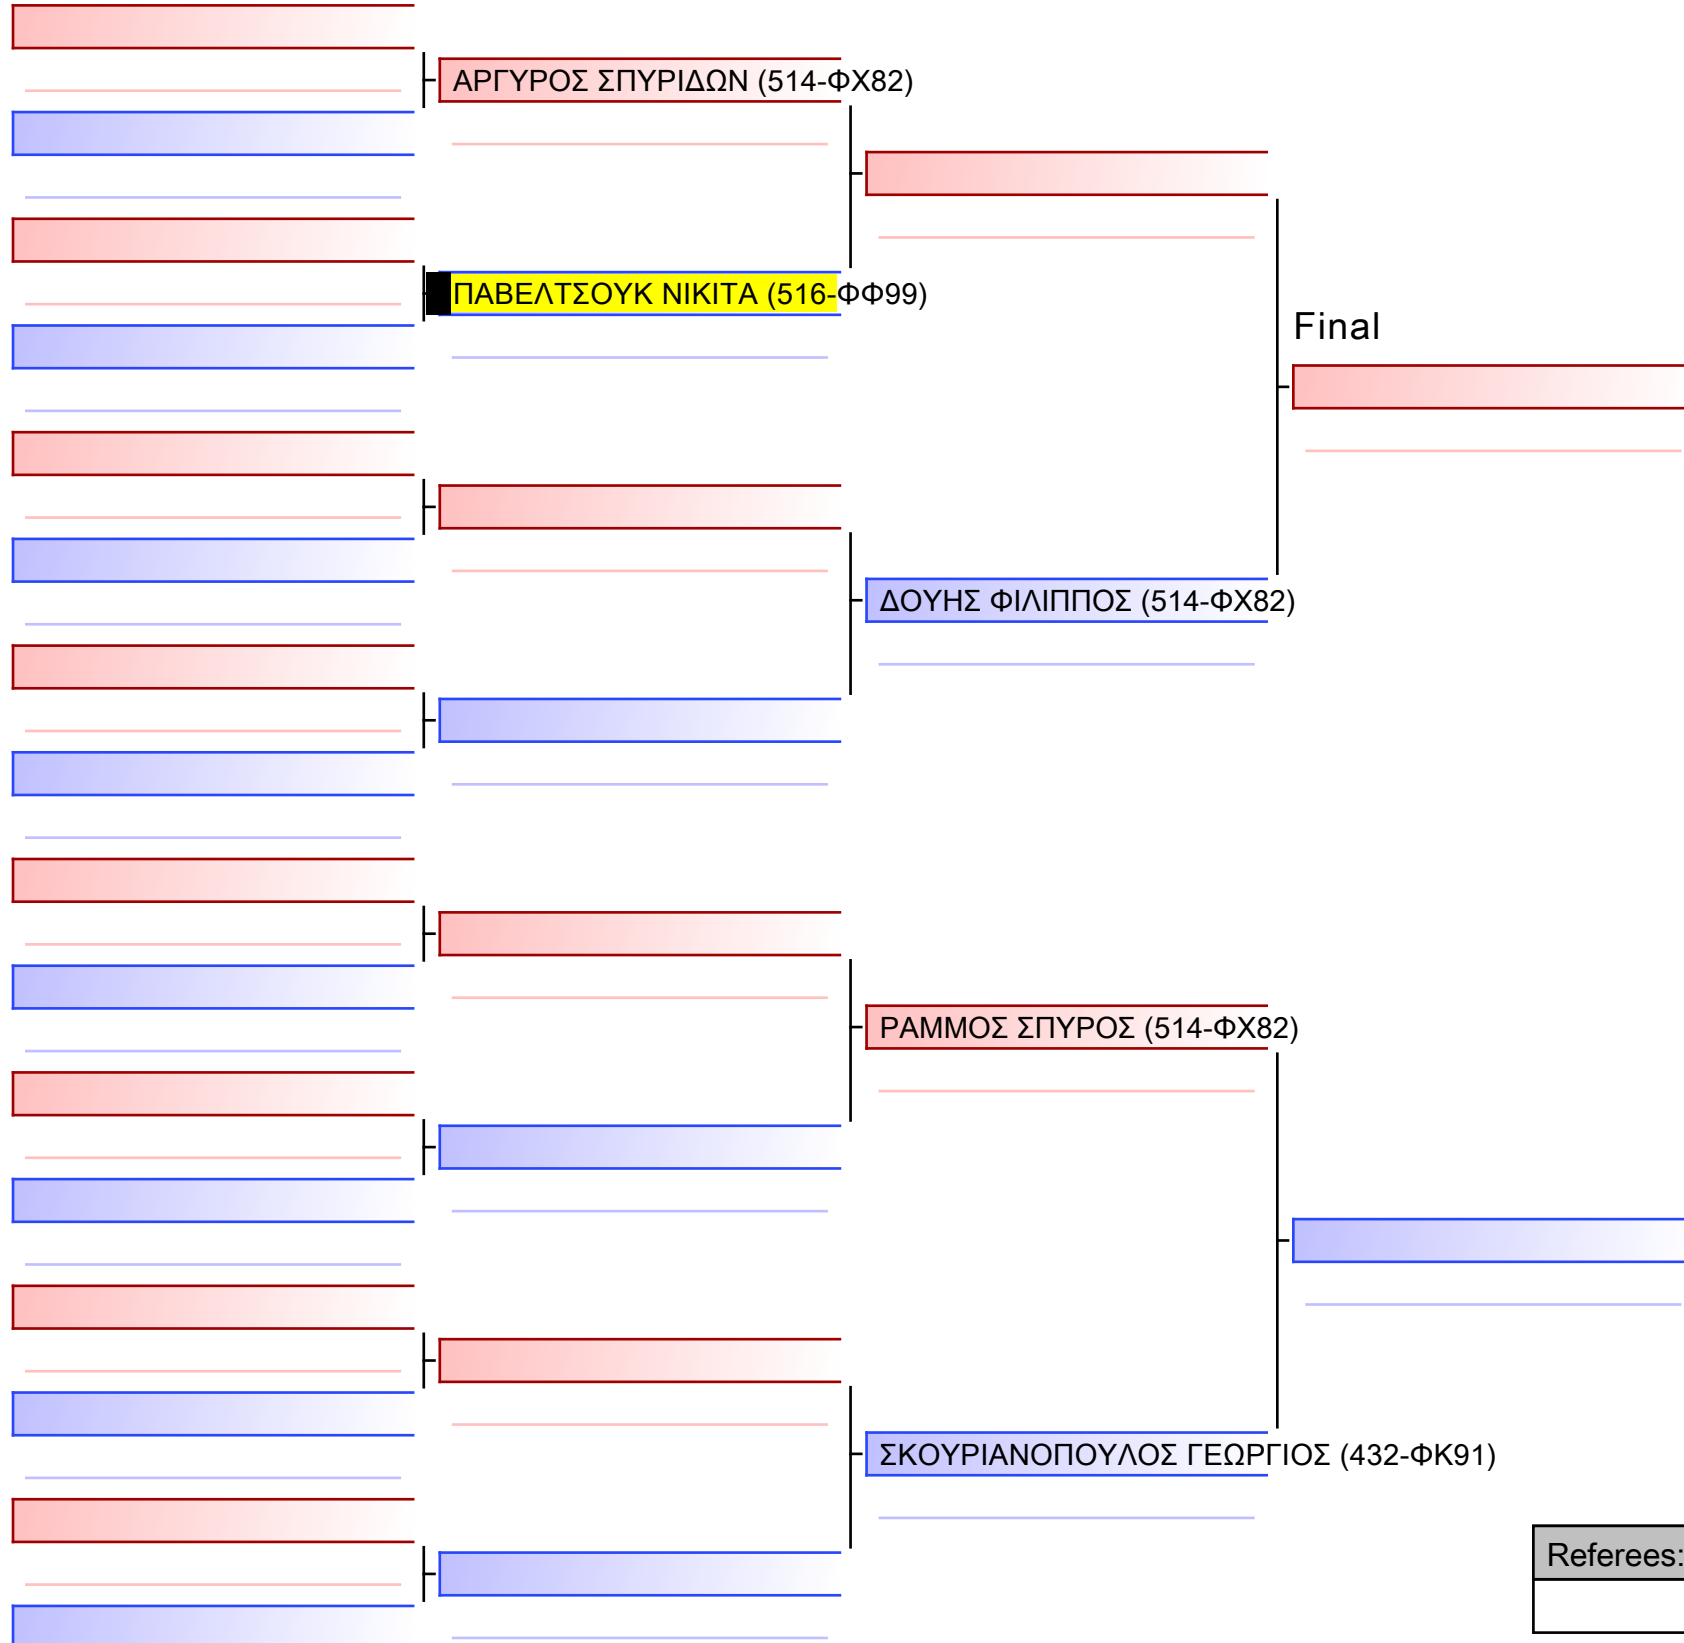 ΑΡΓΥΡΟΣ ΣΠΥΡΙΔΩΝ (514-ΦΧ82)
ΠΑΒΕΛΤΣΟΥΚ ΝΙΚΙΤΑ (516-ΦΦ99)
Final
ΔΟΥΗΣ ΦΙΛΙΠΠΟΣ (514-ΦΧ82)
ΡΑΜΜΟΣ ΣΠΥΡΟΣ (514-ΦΧ82)
ΣΚΟΥΡΙΑΝΟΠΟΥΛΟΣ ΓΕΩΡΓΙΟΣ (432-ΦΚ91)
Referees: